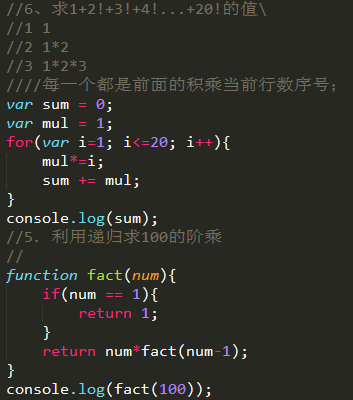 //6、求1+2!+3!+4!...+20!的值\
//1 1
//2 1*2
//3 1*2*3
////每一个都是前面的积乘当前行数序号；
var sum = 0;
var mul = 1;
for(var i=1; i<=20; i++){
    mul*=i;
    sum += mul;
}
console.log(sum);
//5. 利用递归求100的阶乘
//
function fact(num){
    if(num == 1){
        return 1;
    }
    return num*fact(num-1);
}
console.log(fact(100));